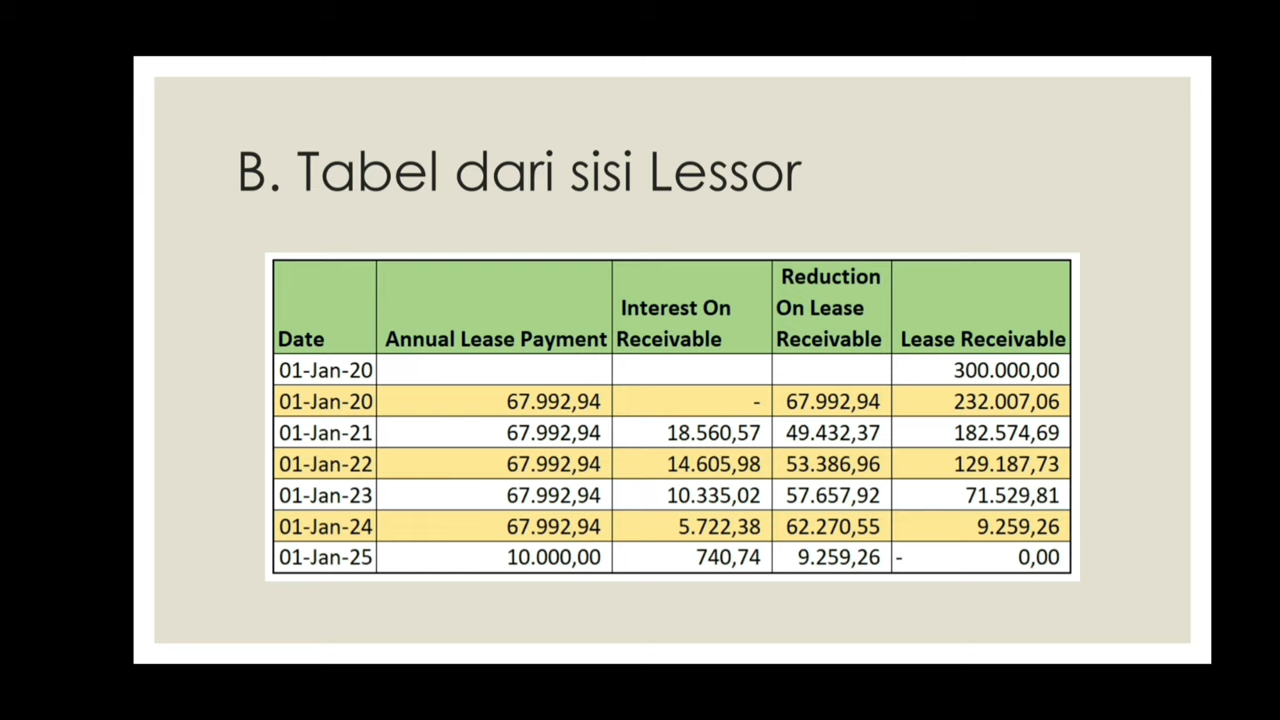 B. Tabel dari sisi Lessor
Date Annual Lease Payment Interest On Receivable Reduction On Lease Receivable Lease Receivable
01-Jan-20 300.000,00
01-Jan-20 67.992,94 - 67.992,94 232.007,06
01-Jan-21 67.992,94 18.560,57 49.432,37 182.574,69
01-Jan-22 67.992,94 14.605,98 53.386,96 129.187,73
01-Jan-23 67.992,94 10.335,02 57.657,92 71.529,81
01-Jan-24 67.992,94 5.722,38 62.270,55 9.259,26
01-Jan-25 10.000,00 740,74 9.259,26 - 0,00